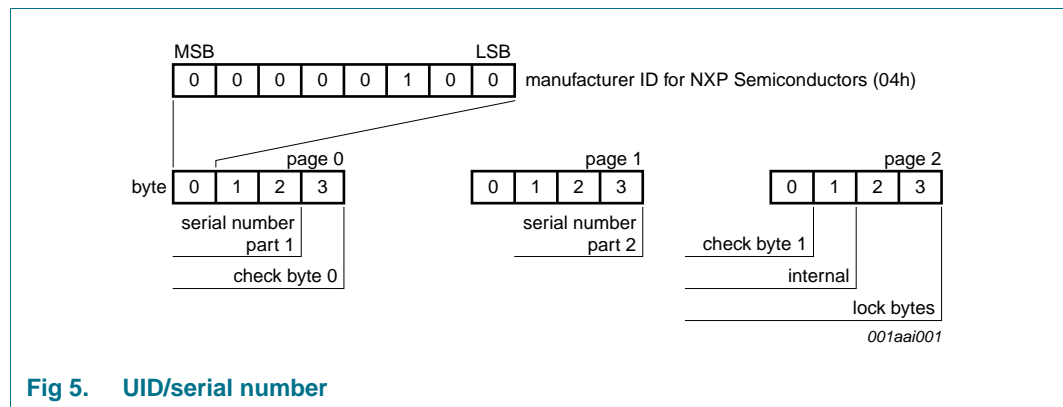 MSB LSB
0 0 0 0 0 1 0 0 manufacturer ID for NXP Semiconductors (04h)
page 0 page 1 page 2
byte 0 1 2 3 0 1 2 3 0 1 2 3
serial number
part 1
check byte 0
serial number
part 2
check byte 1
internal
lock bytes
001aai001
Fig 5. UID/serial number